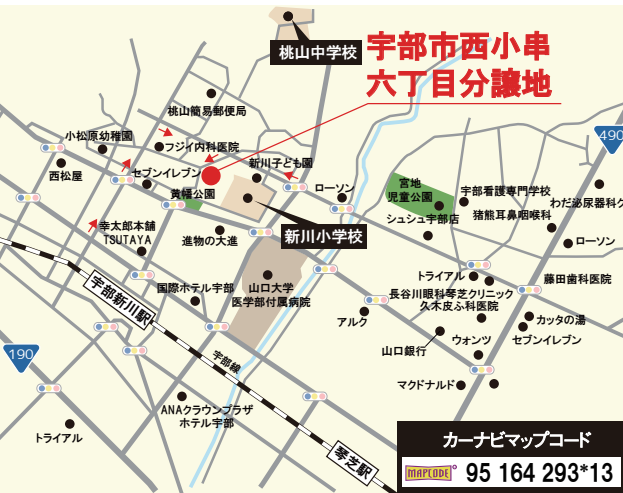 桃山中学校
宇部市西小串
六丁目分譲地
桃山簡易郵便局
490
小松原幼稚園
フジイ内科医院
西松屋
セブンイレブン
新川子ども園
黄幡公園
ローソン
宮地
児童公園
宇部看護専門学校
わだ泌尿器科ク
シュシュ宇部店
猪熊耳鼻咽喉科
幸太郎本舗
TSUTAYA
進物の大進
新川小学校
ローソン
宇部新川駅
国際ホテル宇部
山口大学
医学部付属病院
トライアル
藤田歯科医院
長谷川眼科琴芝クリニック
久木皮ふ科医院
アルク
カッタの湯
山口銀行
ウォンツ
セブンイレブン
190
宇部線
マクドナルド
ANAクラウンプラザ
ホテル宇部
トライアル
琴芝駅
カーナビマップコード
MAPCODE 95 164 293*13